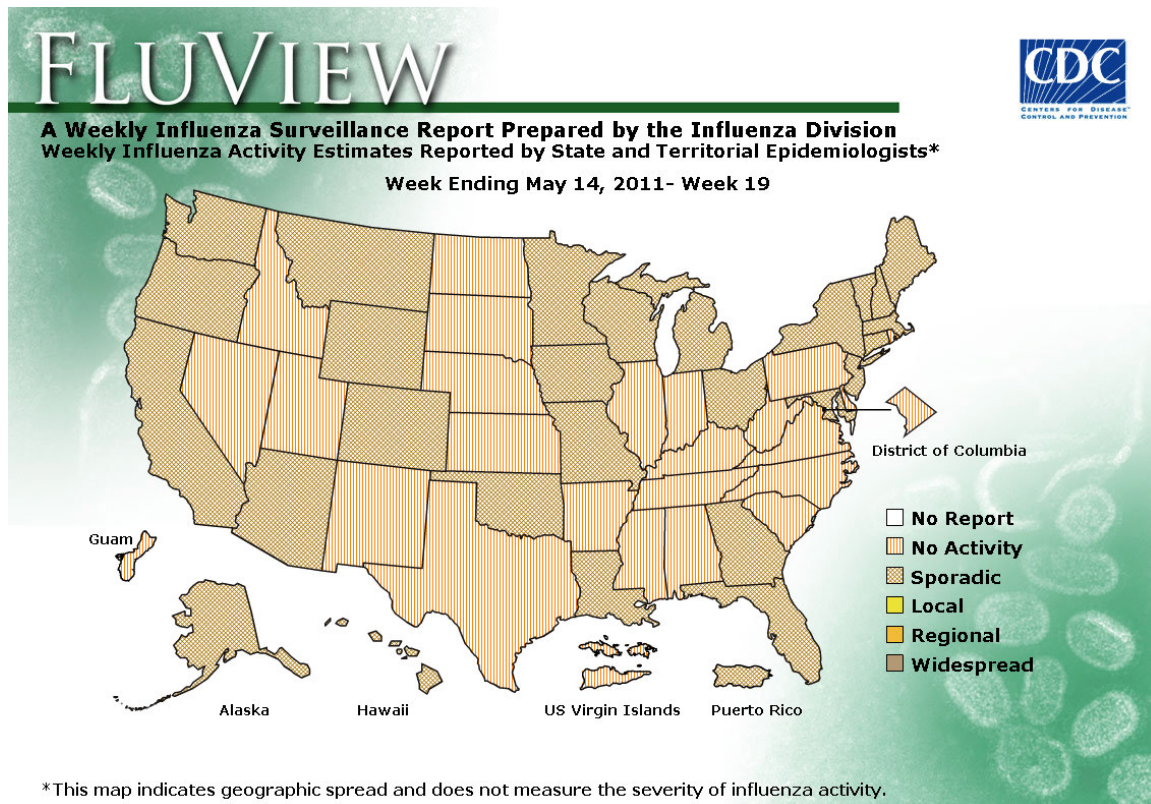 FLUVIEW
CDC
CENTERS FOR DISEASE™
CONTROL AND PREVENTION
A Weekly Influenza Surveillance Report Prepared by the Influenza Division
Weekly Influenza Activity Estimates Reported by State and Territorial Epidemiologists*
Week Ending May 14, 2011- Week 19
District of Columbia
No Report
Guam
No Activity
Sporadic
Local
Regional
Widespread
Alaska
Hawaii
US Virgin Islands
Puerto Rico
*This map indicates geographic spread and does not measure the severity of influenza activity.